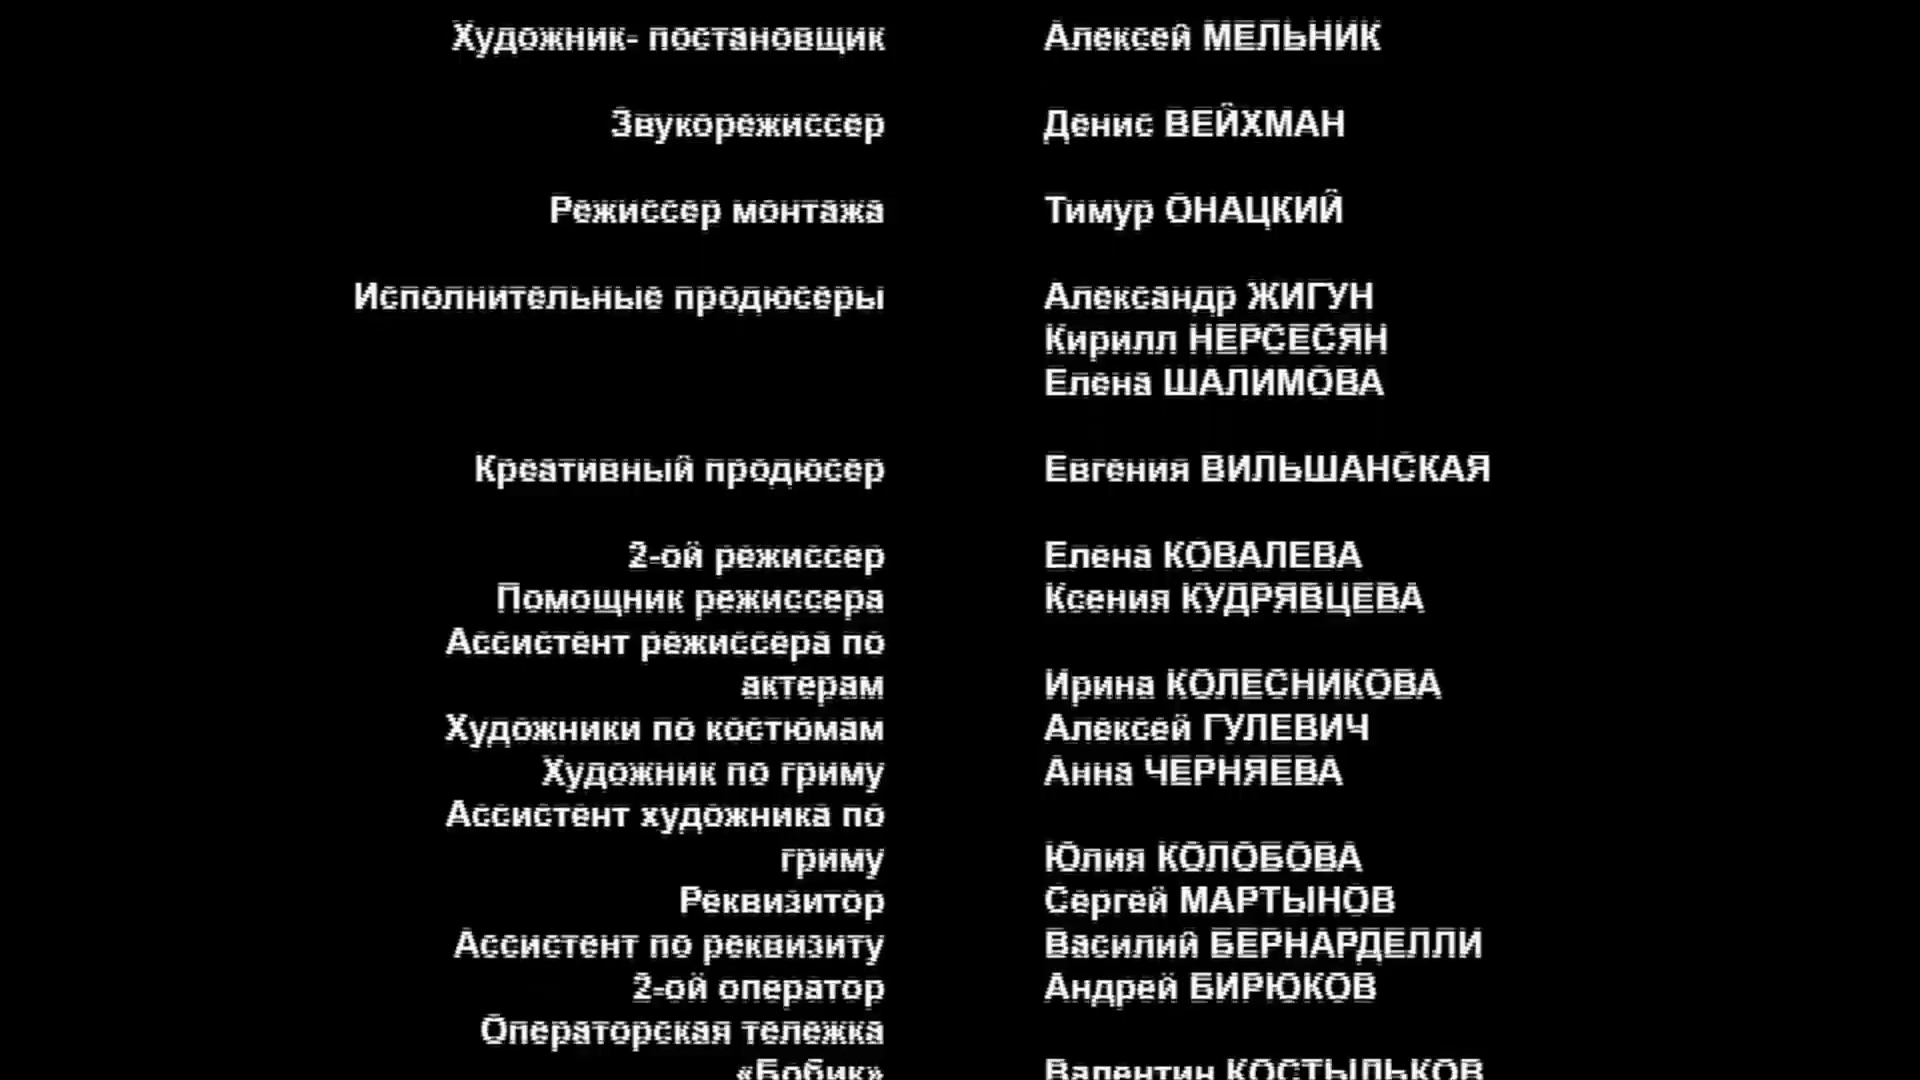 Художник- постановщик Алексей МЕЛЬНИК
Звукорежиссер Денис ВЕЙХМАН
Режиссер монтажа Тимур ОНАЦКИЙ
Исполнительные продюсеры Александр ЖИГУН
Кирилл НЕРСЕСЯН
Елена ШАЛИМОВА
Креативный продюсер Евгения ВИЛЬШАНСКАЯ
2-ой режиссер Елена КОВАЛЕВА
Помощник режиссера Ксения КУДРЯВЦЕВА
Ассистент режиссера по
актерам Ирина КОЛЕСНИКОВА
Художники по костюмам Алексей ГУЛЕВИЧ
Художник по гриму Анна ЧЕРНЯЕВА
Ассистент художника по
гриму Юлия КОЛОБОВА
Реквизитор Сергей МАРТЫНОВ
Ассистент по реквизиту Василий БЕРНАРДЕЛЛИ
2-ой оператор Андрей БИРЮКОВ
Операторская тележка
«Бобик» Валентин КОСТЫЛЬКОВ